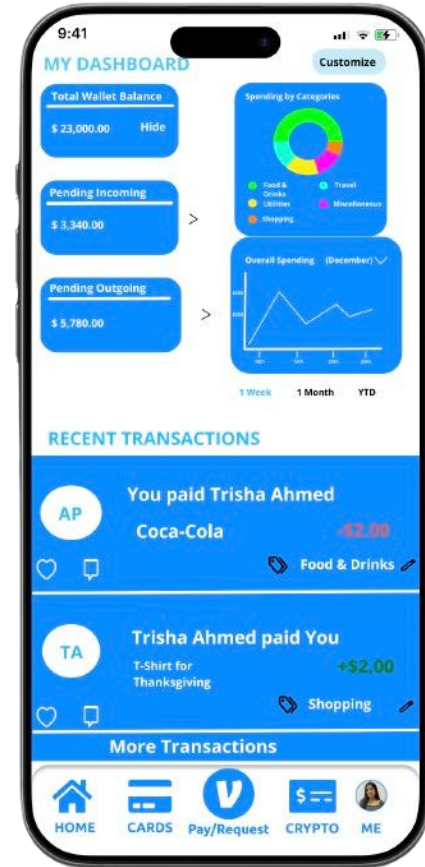 9:41
MY DASHBOARD
Customize
Total Wallet Balance
$ 23,000.00 Hide
Pending Incoming
$ 3,340.00
>
Pending Outgoing
$ 5,780.00
>
Spending by Categories
Food & Drinks
Travel
Utilities
Miscellaneous
Shopping
Overall Spending (December)
1 Week 1 Month YTD
RECENT TRANSACTIONS
AP
You paid Trisha Ahmed
Coca-Cola -$2.00
Food & Drinks
TA
Trisha Ahmed paid You
T-Shirt for
Thanksgiving
+$2.00
Shopping
More Transactions
HOME CARDS Pay/Request CRYPTO ME